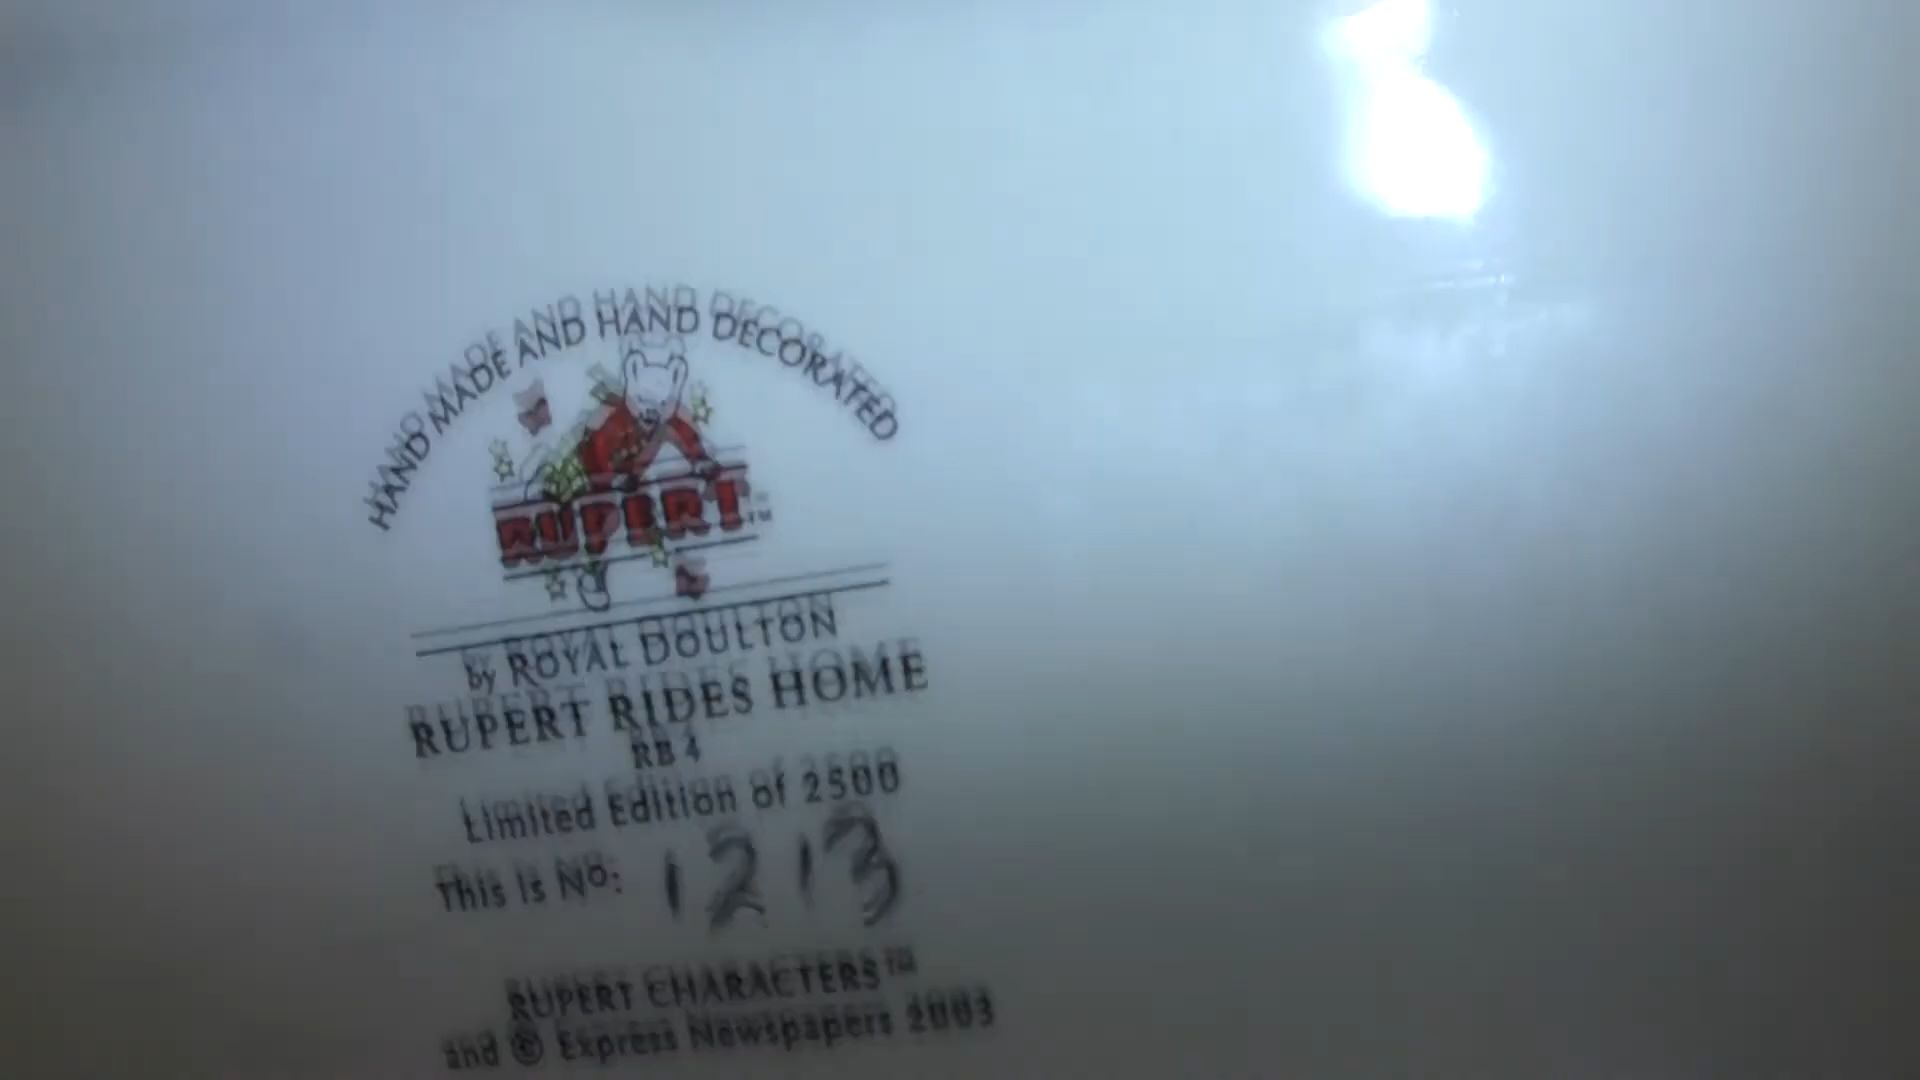 HAND MADE AND HAND DECORATED
RUPERT™
by ROYAL DOULTON
RUPERT RIDES HOME
RB 4
Limited Edition of 2500
This is No: 1213
RUPERT CHARACTERS™
and © Express Newspapers 2003